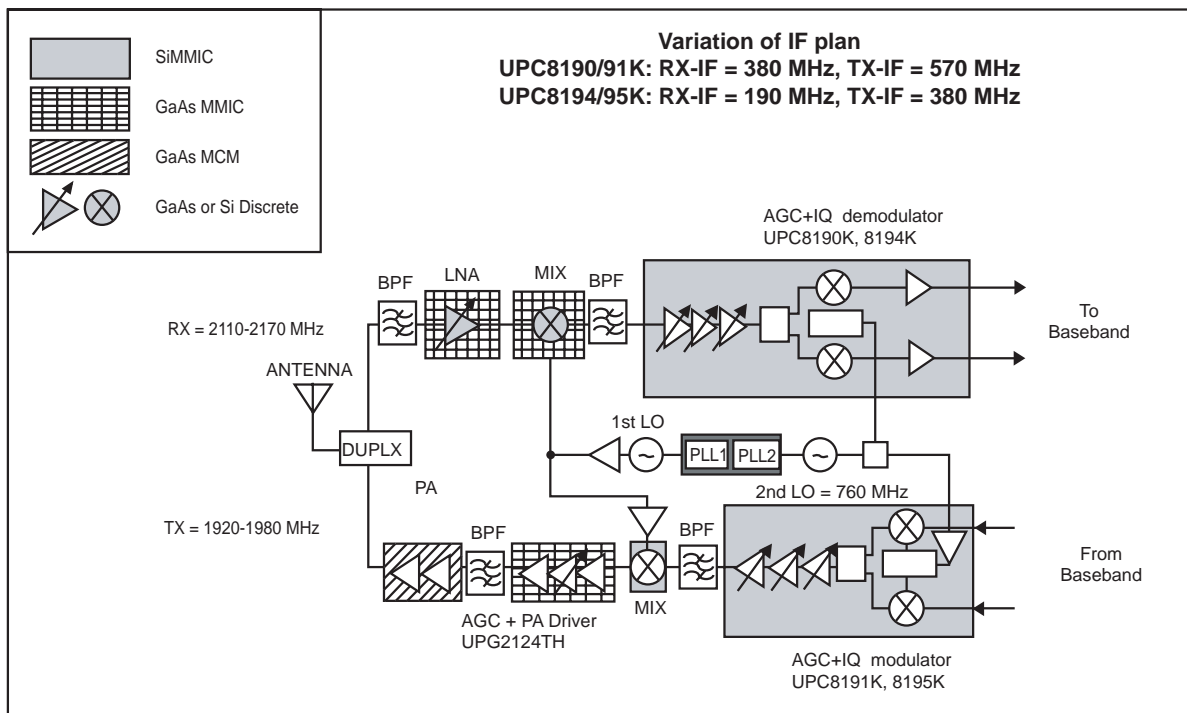 SiMMIC
GaAs MMIC
GaAs MCM
GaAs or Si Discrete
Variation of IF plan
UPC8190/91K: RX-IF = 380 MHz, TX-IF = 570 MHz
UPC8194/95K: RX-IF = 190 MHz, TX-IF = 380 MHz
AGC+IQ demodulator
UPC8190K, 8194K
BPF
LNA
MIX
BPF
RX = 2110-2170 MHz
To
Baseband
ANTENNA
1st LO
DUPLX
PLL1
PLL2
~
~
PA
2nd LO = 760 MHz
TX = 1920-1980 MHz
BPF
BPF
From
Baseband
MIX
AGC + PA Driver
UPG2124TH
AGC+IQ modulator
UPC8191K, 8195K